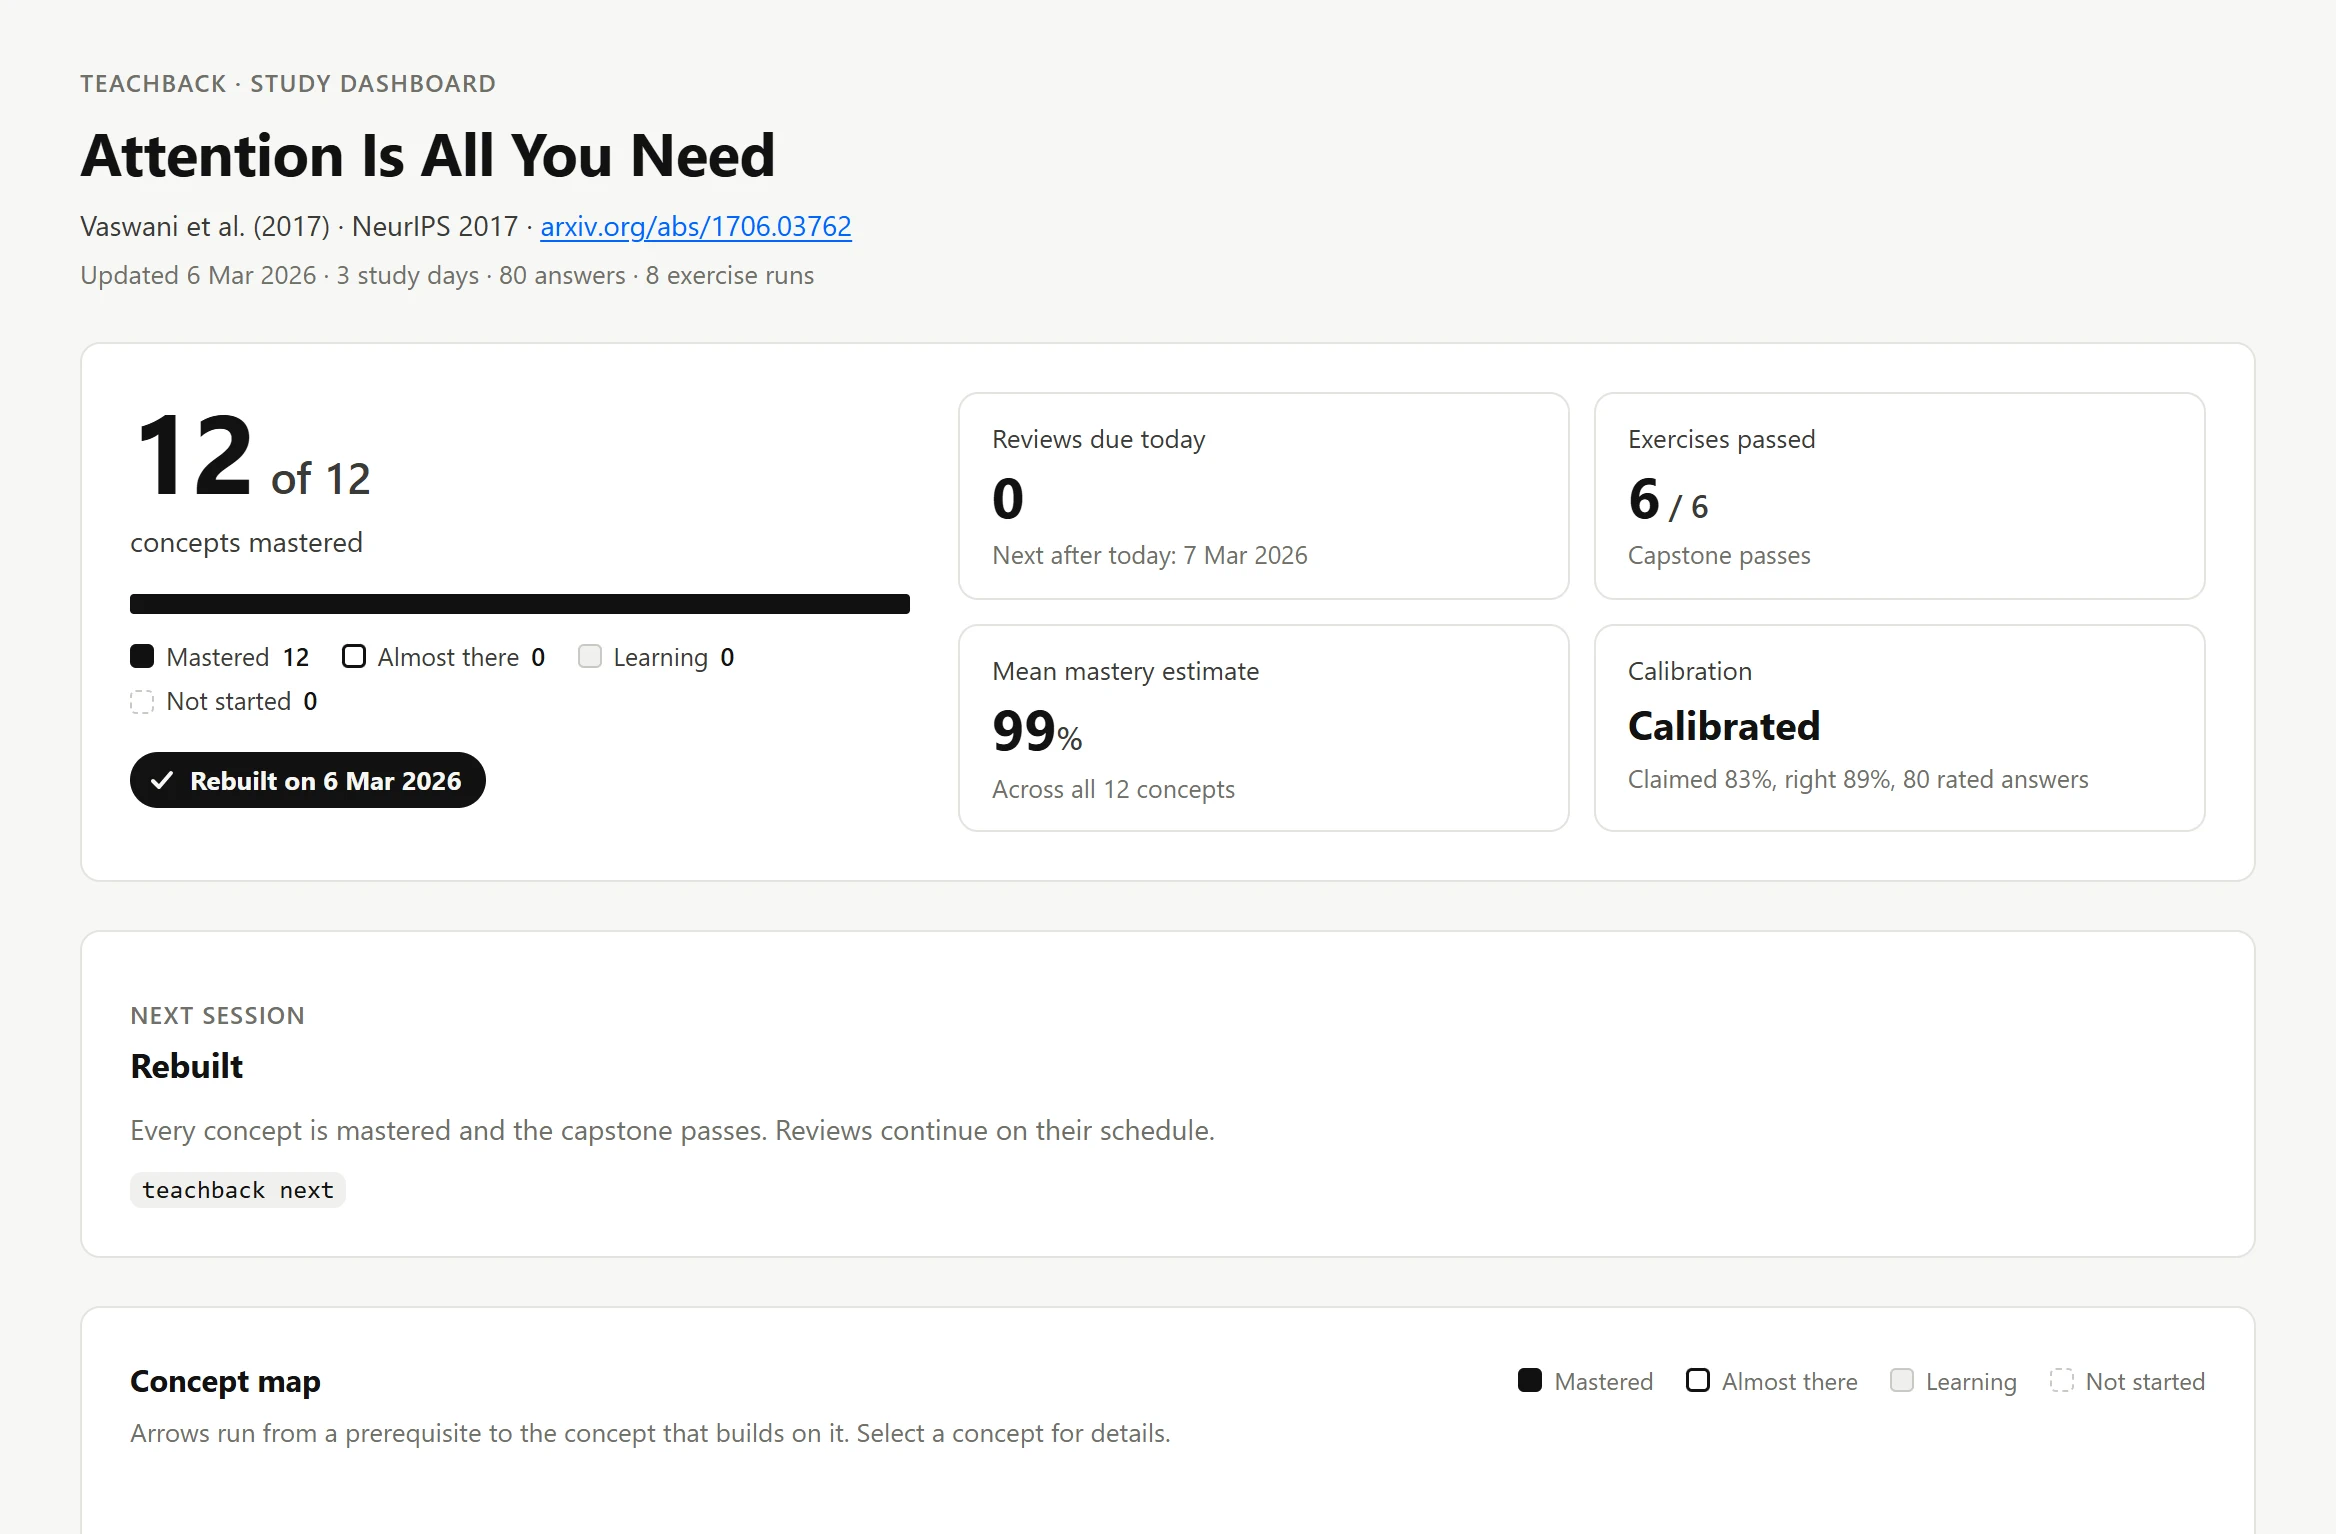 TEACHBACK · STUDY DASHBOARD
Attention Is All You Need
Vaswani et al. (2017) · NeurIPS 2017 · arxiv.org/abs/1706.03762
Updated 6 Mar 2026 · 3 study days · 80 answers · 8 exercise runs
12 of 12
concepts mastered
Mastered 12 Almost there 0 Learning 0
Not started 0
Rebuilt on 6 Mar 2026
Reviews due today
0
Next after today: 7 Mar 2026
Exercises passed
6 / 6
Capstone passes
Mean mastery estimate
99%
Across all 12 concepts
Calibration
Calibrated
Claimed 83%, right 89%, 80 rated answers
NEXT SESSION
Rebuilt
Every concept is mastered and the capstone passes. Reviews continue on their schedule.
teachback next
Concept map
Mastered Almost there Learning Not started
Arrows run from a prerequisite to the concept that builds on it. Select a concept for details.